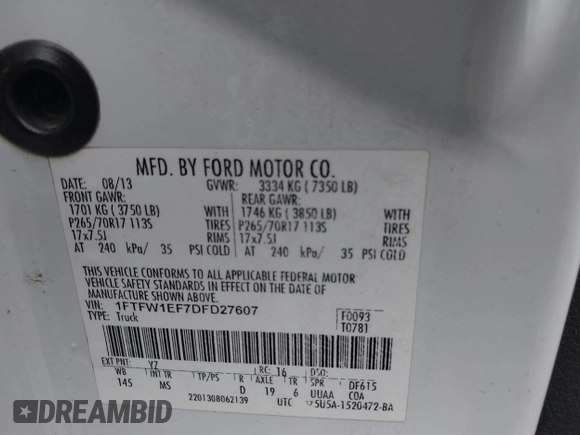 MFD. BY FORD MOTOR CO.
DATE: 08/13 GVWR: 3334 KG ( 7350 LB)
FRONT GAWR: REAR GAWR:
1701 KG ( 3750 LB) WITH 1746 KG ( 3850 LB) WITH
P265/70R17 113S TIRES P265/70R17 113S TIRES
17x7.5J RIMS 17x7.5J RIMS
AT 240 kPa/ 35 PSI COLD AT 240 kPa/ 35 PSI COLD
THIS VEHICLE CONFORMS TO ALL APPLICABLE FEDERAL MOTOR
VEHICLE SAFETY STANDARDS IN EFFECT ON THE DATE OF
MANUFACTURE SHOWN ABOVE.
VIN: 1FTFW1EF7DFD27607 F0093
TYPE: Truck T0781
EXT PNT: YZ RC: 16 DSO:
WB INT TR TP/PS R AXLE TR SPR DF615
145 MS D 19 6 UUAA COA
2201308062139 UTC 5U5A-1520472-BA
DREAMBID.COM